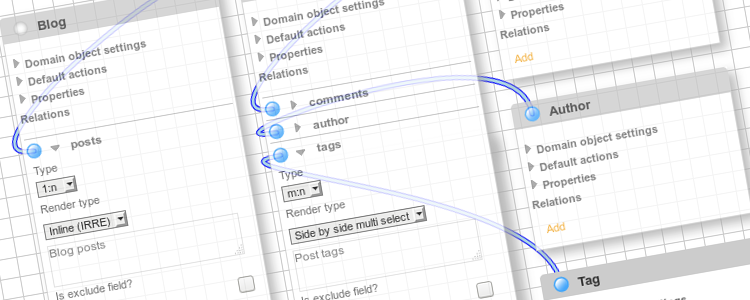 Blog
Domain object settings
Default actions
Properties
Relations
posts
Type
1:n
Render type
Inline (IRRE)
Blog posts
Is exclude field?
Domain object settings
Default actions
Properties
Relations
comments
author
tags
Type
m:n
Render type
Side by side multi select
Post tags
Is exclude field?
Properties
Relations
Add
Author
Domain object settings
Default actions
Properties
Relations
Add
Tag